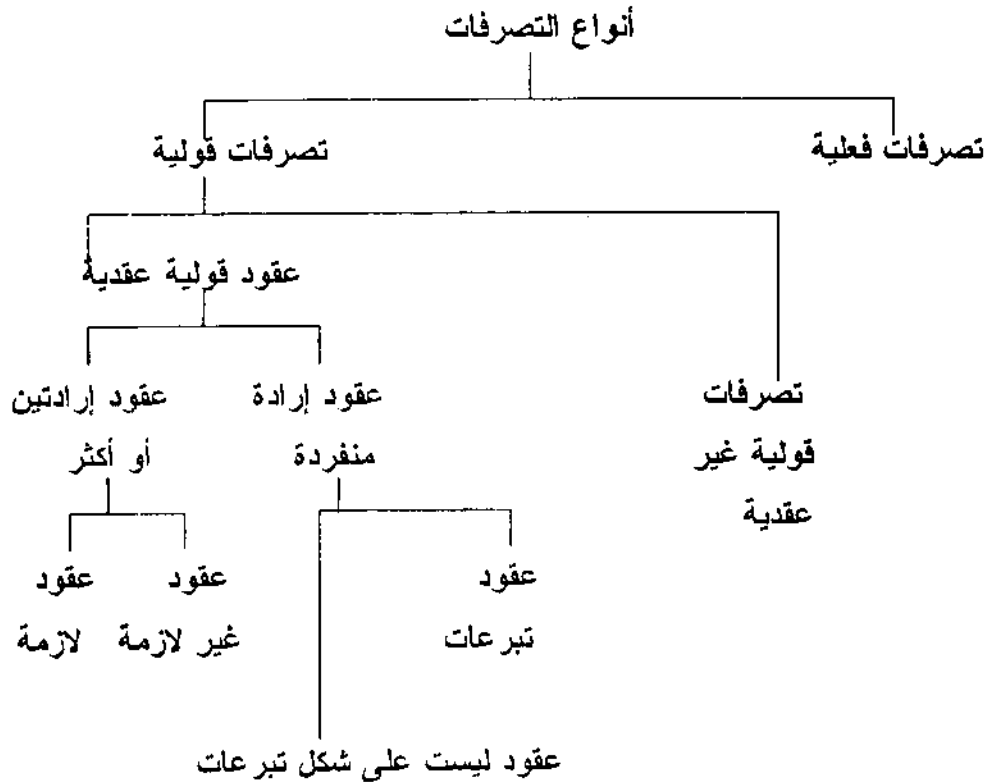 أنواع التصرفات
تصرفات فعلية
تصرفات قولية
عقود قولية عقدية
تصرفات
قولية غير
عقدية
عقود إرادة
منفردة
عقود إرادتين
أو أكثر
عقود
تبرعات
عقود
غير لازمة
عقود
لازمة
عقود ليست على شكل تبرعات